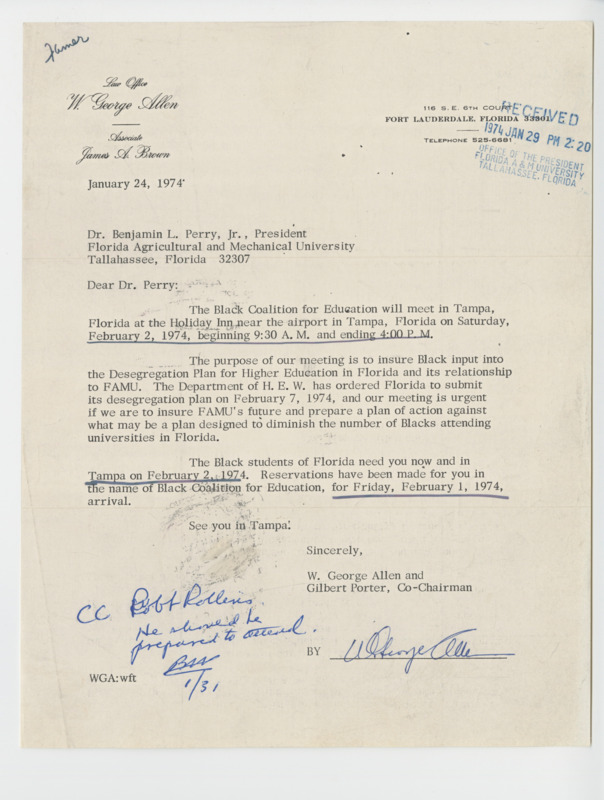 Law Office
W. George Allen
Associate
James A. Brown
116 S. E. 6TH COURT
FORT LAUDERDALE, FLORIDA 33301
TELEPHONE 525-6681
RECEIVED
1974 JAN 29 PM 2:20
OFFICE OF THE PRESIDENT
FLORIDA A & M UNIVERSITY
TALLAHASSEE, FLORIDA
January 24, 1974
Dr. Benjamin L. Perry, Jr., President
Florida Agricultural and Mechanical University
Tallahassee, Florida 32307
Dear Dr. Perry:
The Black Coalition for Education will meet in Tampa,
Florida at the Holiday Inn near the airport in Tampa, Florida on Saturday,
February 2, 1974, beginning 9:30 A. M. and ending 4:00 P. M.
The purpose of our meeting is to insure Black input into
the Desegregation Plan for Higher Education in Florida and its relationship
to FAMU. The Department of H. E. W. has ordered Florida to submit
its desegregation plan on February 7, 1974, and our meeting is urgent
if we are to insure FAMU's future and prepare a plan of action against
what may be a plan designed to diminish the number of Blacks attending
universities in Florida.
The Black students of Florida need you now and in
Tampa on February 2, 1974. Reservations have been made for you in
the name of Black Coalition for Education, for Friday, February 1, 1974,
arrival.
See you in Tampa.
Sincerely,
W. George Allen and
Gilbert Porter, Co-Chairman
CC Robt Rollins
He should be
prepared to attend.
1/31
BY W George Allen
WGA:wft